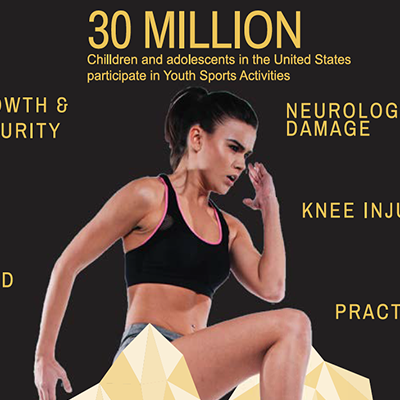 30 MILLION
Chilldren and adolescents in the United States
participate in Youth Sports Activities
OWTH &
URITY
NEUROLOG
DAMAGE
KNEE INJU
D
PRACT